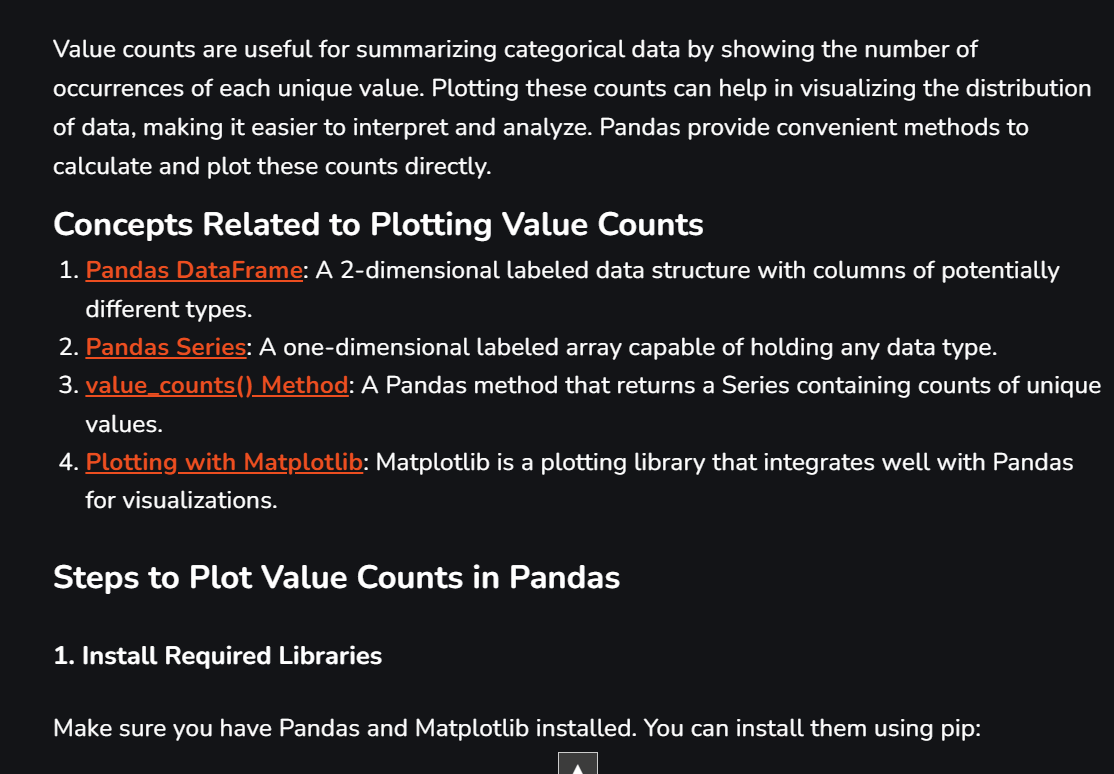 Value counts are useful for summarizing categorical data by showing the number of
occurrences of each unique value. Plotting these counts can help in visualizing the distribution
of data, making it easier to interpret and analyze. Pandas provide convenient methods to
calculate and plot these counts directly.
Concepts Related to Plotting Value Counts
1. Pandas DataFrame: A 2-dimensional labeled data structure with columns of potentially
different types.
2. Pandas Series: A one-dimensional labeled array capable of holding any data type.
3. value_counts() Method: A Pandas method that returns a Series containing counts of unique
values.
4. Plotting with Matplotlib: Matplotlib is a plotting library that integrates well with Pandas
for visualizations.
Steps to Plot Value Counts in Pandas
1. Install Required Libraries
Make sure you have Pandas and Matplotlib installed. You can install them using pip: